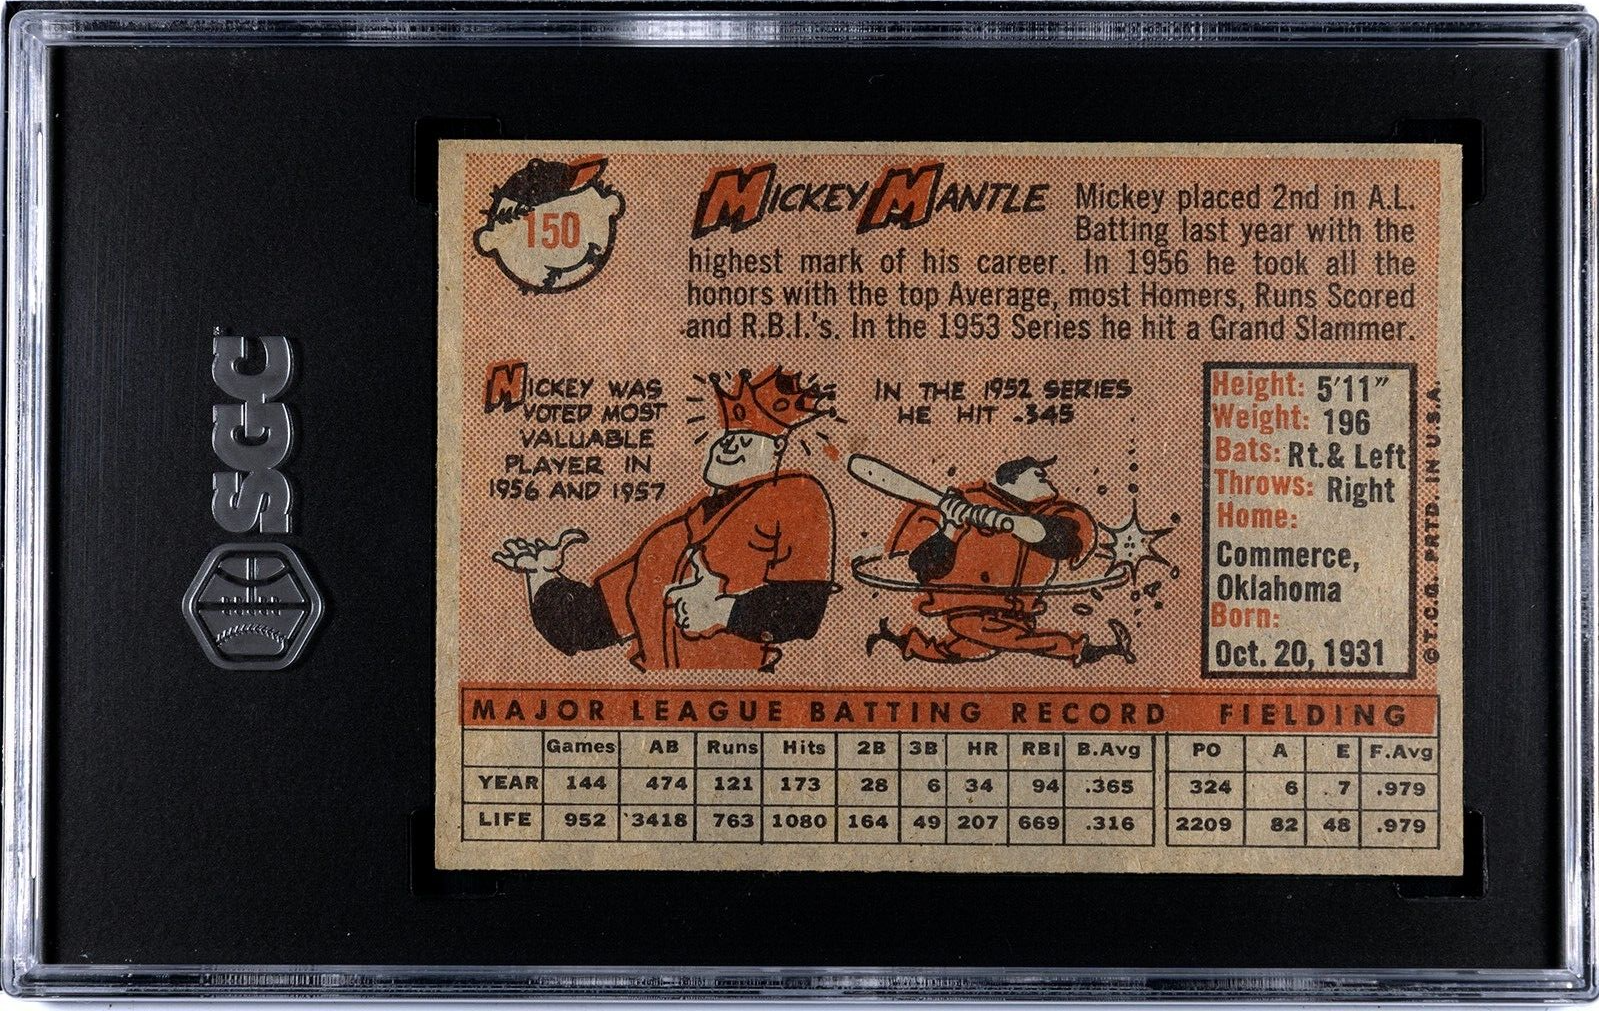 SGC
150
MICKEY MANTLE
Mickey placed 2nd in A.L.
Batting last year with the
highest mark of his career. In 1956 he took all the
honors with the top Average, most Homers, Runs Scored
and R.B.I.'s. In the 1953 Series he hit a Grand Slammer.
MICKEY WAS
VOTED MOST
VALUABLE
PLAYER IN
1956 AND 1957
IN THE 1952 SERIES
HE HIT .345
Height: 5'11"
Weight: 196
Bats: Rt.& Left
Throws: Right
Home:
Commerce,
Oklahoma
Born:
Oct. 20, 1931
© T.C.G. PRTD. IN U.S.A.
MAJOR LEAGUE BATTING RECORD FIELDING
Games AB Runs Hits 2B 3B HR RBI B.Avg PO A E F.Avg
YEAR 144 474 121 173 28 6 34 94 .365 324 6 7 .979
LIFE 952 3418 763 1080 164 49 207 669 .316 2209 82 48 .979